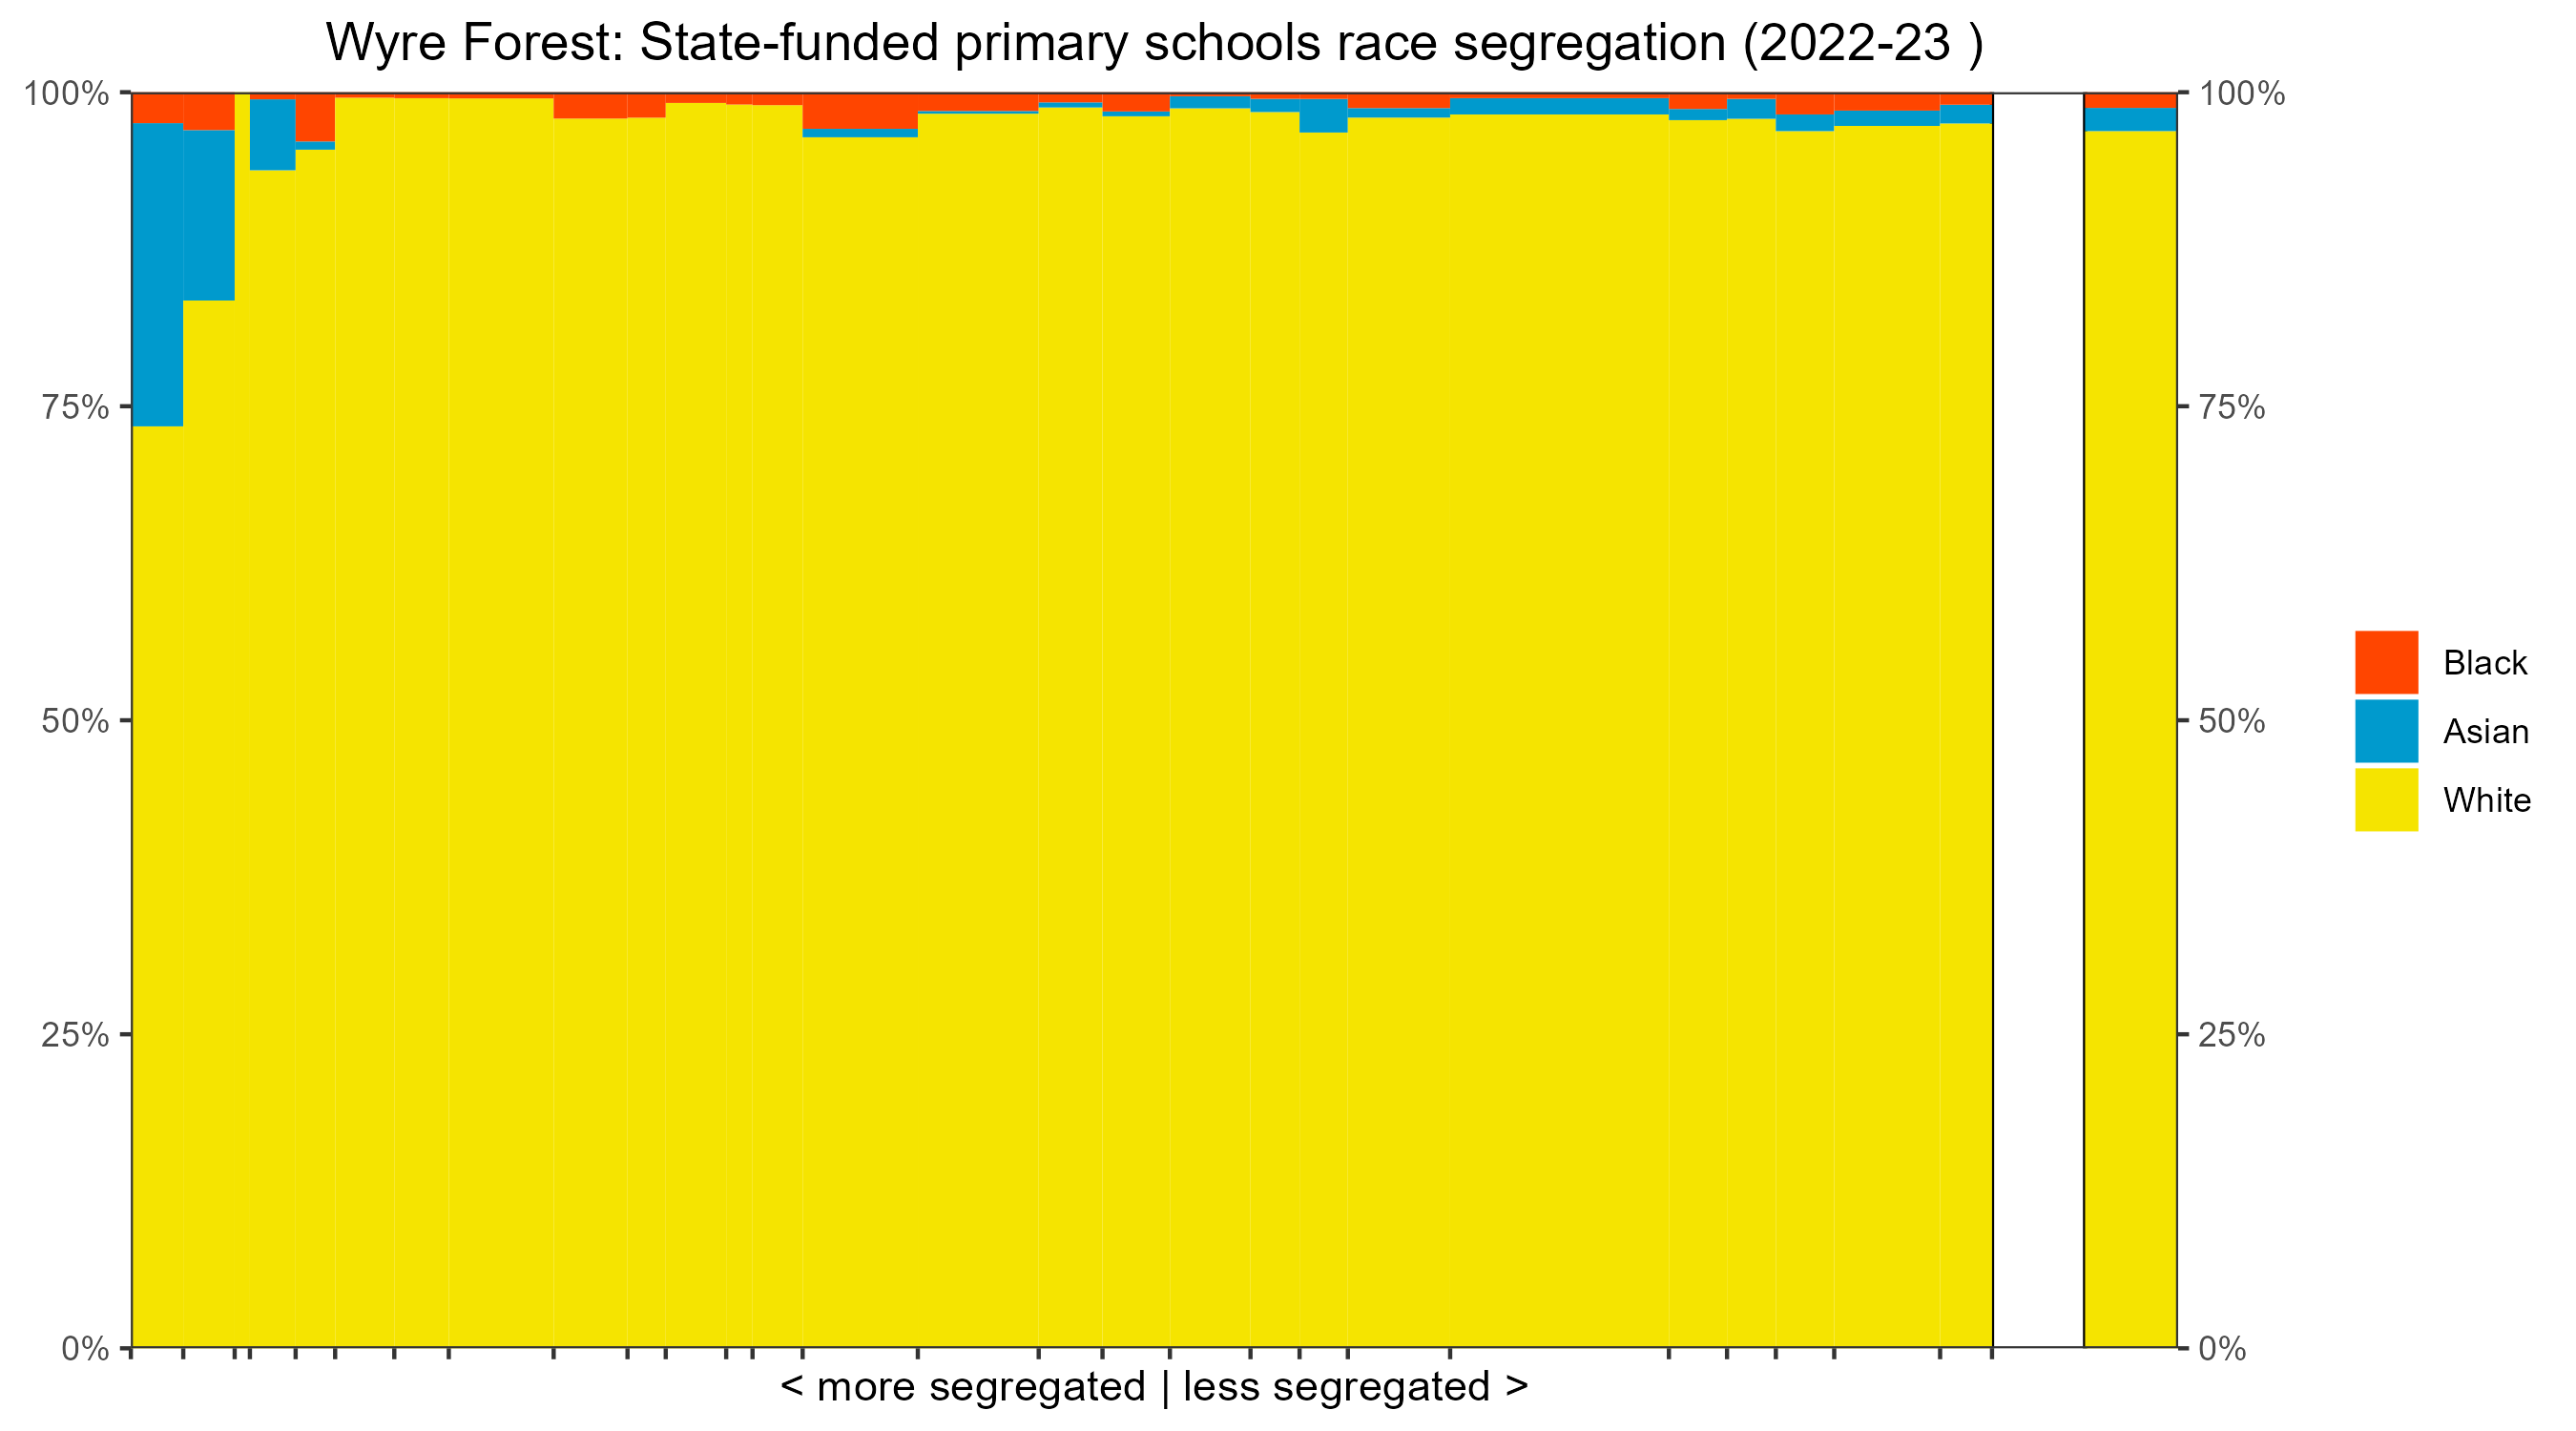 Wyre Forest: State-funded primary schools race segregation (2022-23 )
100%
100%
75%
75%
50%
50%
25%
25%
0%
0%
Black
Asian
White
< more segregated | less segregated >